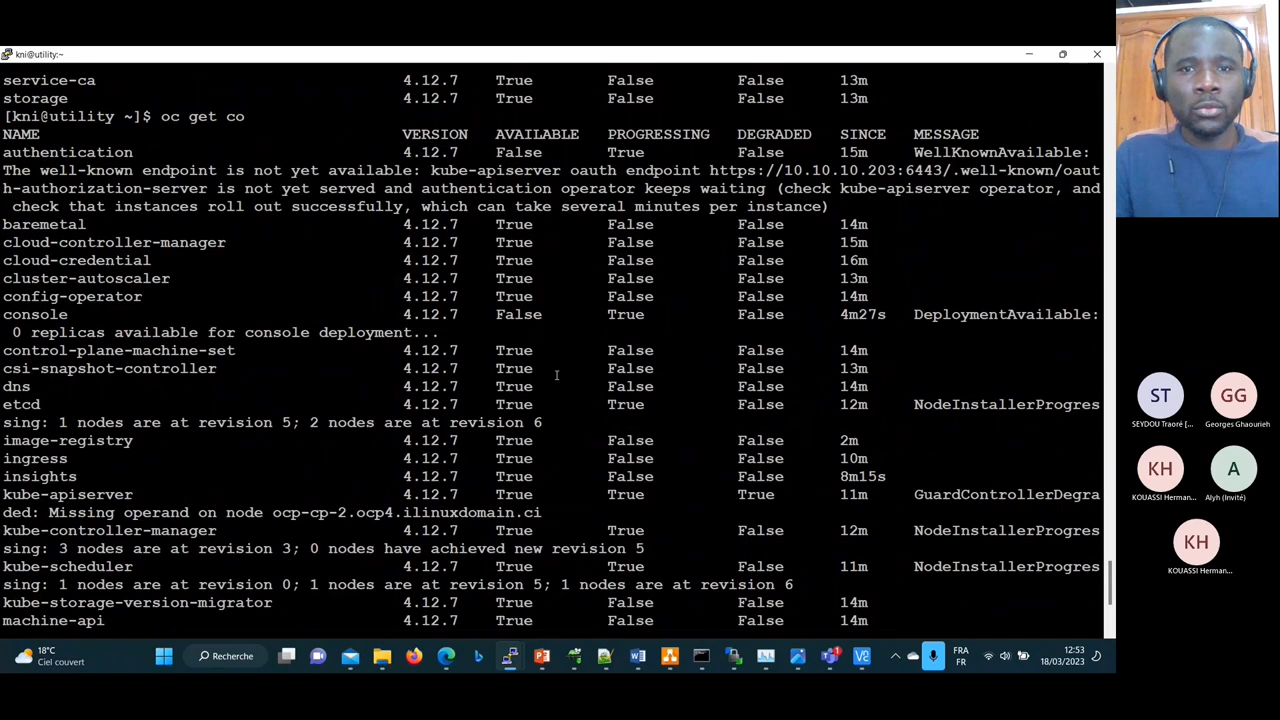 kni@utility:~
service-ca 4.12.7 True False False 13m
storage 4.12.7 True False False 13m
[kni@utility ~]$ oc get co
NAME VERSION AVAILABLE PROGRESSING DEGRADED SINCE MESSAGE
authentication 4.12.7 False True False 15m WellKnownAvailable:
The well-known endpoint is not yet available: kube-apiserver oauth endpoint https://10.10.10.203:6443/.well-known/oaut
h-authorization-server is not yet served and authentication operator keeps waiting (check kube-apiserver operator, and
check that instances roll out successfully, which can take several minutes per instance)
baremetal 4.12.7 True False False 14m
cloud-controller-manager 4.12.7 True False False 15m
cloud-credential 4.12.7 True False False 16m
cluster-autoscaler 4.12.7 True False False 13m
config-operator 4.12.7 True False False 14m
console 4.12.7 False True False 4m27s DeploymentAvailable:
0 replicas available for console deployment...
control-plane-machine-set 4.12.7 True False False 14m
csi-snapshot-controller 4.12.7 True False False 13m
dns 4.12.7 True False False 14m
etcd 4.12.7 True True False 12m NodeInstallerProgres
sing: 1 nodes are at revision 5; 2 nodes are at revision 6
image-registry 4.12.7 True False False 2m
ingress 4.12.7 True False False 10m
insights 4.12.7 True False False 8m15s
kube-apiserver 4.12.7 True True True 11m GuardControllerDegra
ded: Missing operand on node ocp-cp-2.ocp4.ilinuxdomain.ci
kube-controller-manager 4.12.7 True True False 12m NodeInstallerProgres
sing: 3 nodes are at revision 3; 0 nodes have achieved new revision 5
kube-scheduler 4.12.7 True True False 11m NodeInstallerProgres
sing: 1 nodes are at revision 0; 1 nodes are at revision 5; 1 nodes are at revision 6
kube-storage-version-migrator 4.12.7 True False False 14m
machine-api 4.12.7 True False False 14m
ST
SEYDOU Traoré [...
GG
Georges Ghaourieh
KH
KOUASSI Herman...
A
Alyh (Invité)
KH
KOUASSI Herman...
18°C
Ciel couvert
Recherche
1
FRA
FR
12:53
18/03/2023